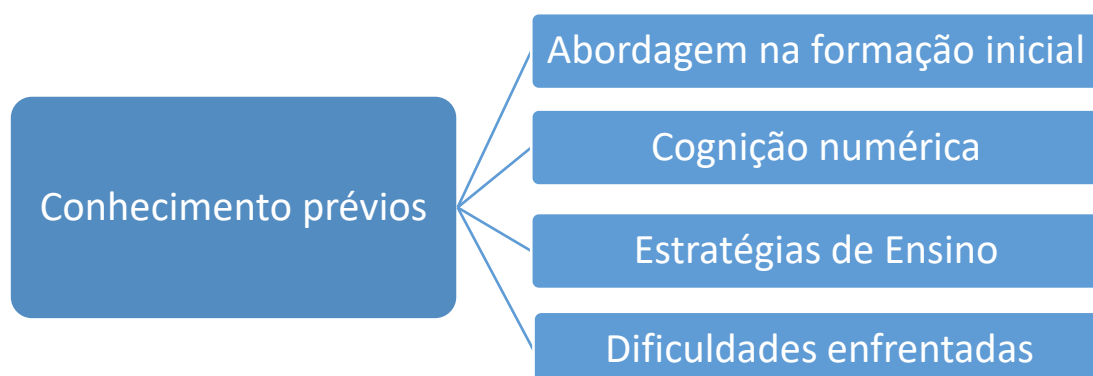 Conhecimento prévios
Abordagem na formação inicial
Cognição numérica
Estratégias de Ensino
Dificuldades enfrentadas